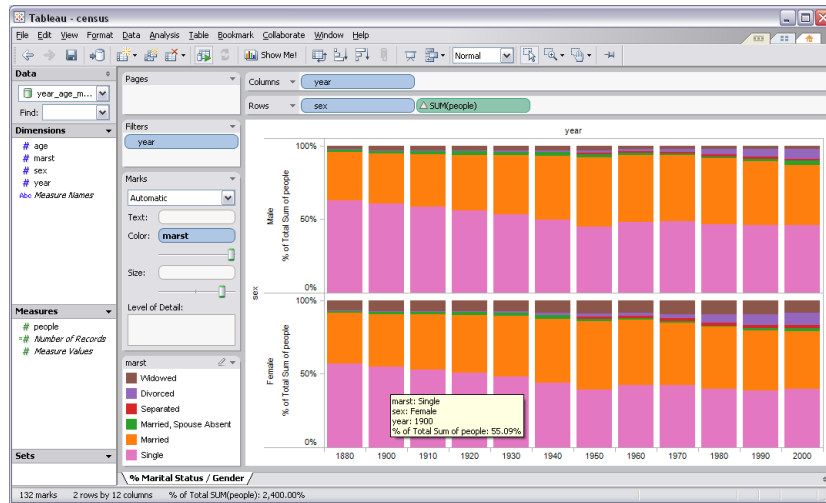 Tableau - census
File Edit View Format Data Analysis Table Bookmark Collaborate Window Help
Show Me! Normal
Data
year_age_m...
Find:
Dimensions
age
marst
sex
year
Abc Measure Names
Measures
# people
=# Number of Records
# Measure Values
Sets
Pages
Filters
year
Marks
Automatic
Text:
Color: marst
Size:
Level of Detail:
marst
Widowed
Divorced
Separated
Married, Spouse Absent
Married
Single
Columns year
Rows sex SUM(people)
year
sex
Male
% of Total Sum of people
100%
50%
0%
Female
% of Total Sum of people
100%
50%
0%
marst: Single
sex: Female
year: 1900
% of Total Sum of people: 55.09%
1880 1900 1910 1920 1930 1940 1950 1960 1970 1980 1990 2000
% Marital Status / Gender
132 marks 2 rows by 12 columns % of Total SUM(people): 2,400.00%